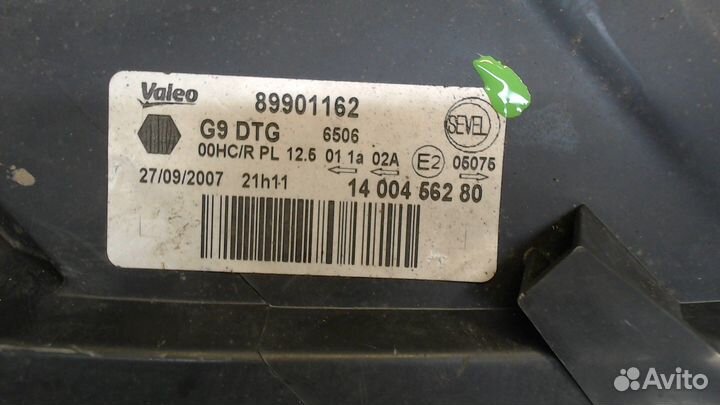 Valeo 89901162
G9 DTG 6506 SEVEL
00HC/R PL 12.5 01 1a 02A E2 05075
27/09/2007 21h11 14 004 562 80
Avito